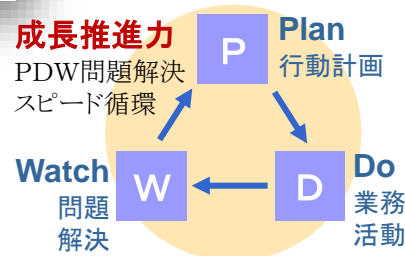 成長推進力
PDW問題解決
スピード循環
P
Plan
行動計画
Watch
問題
解決
W
D
Do
業務
活動